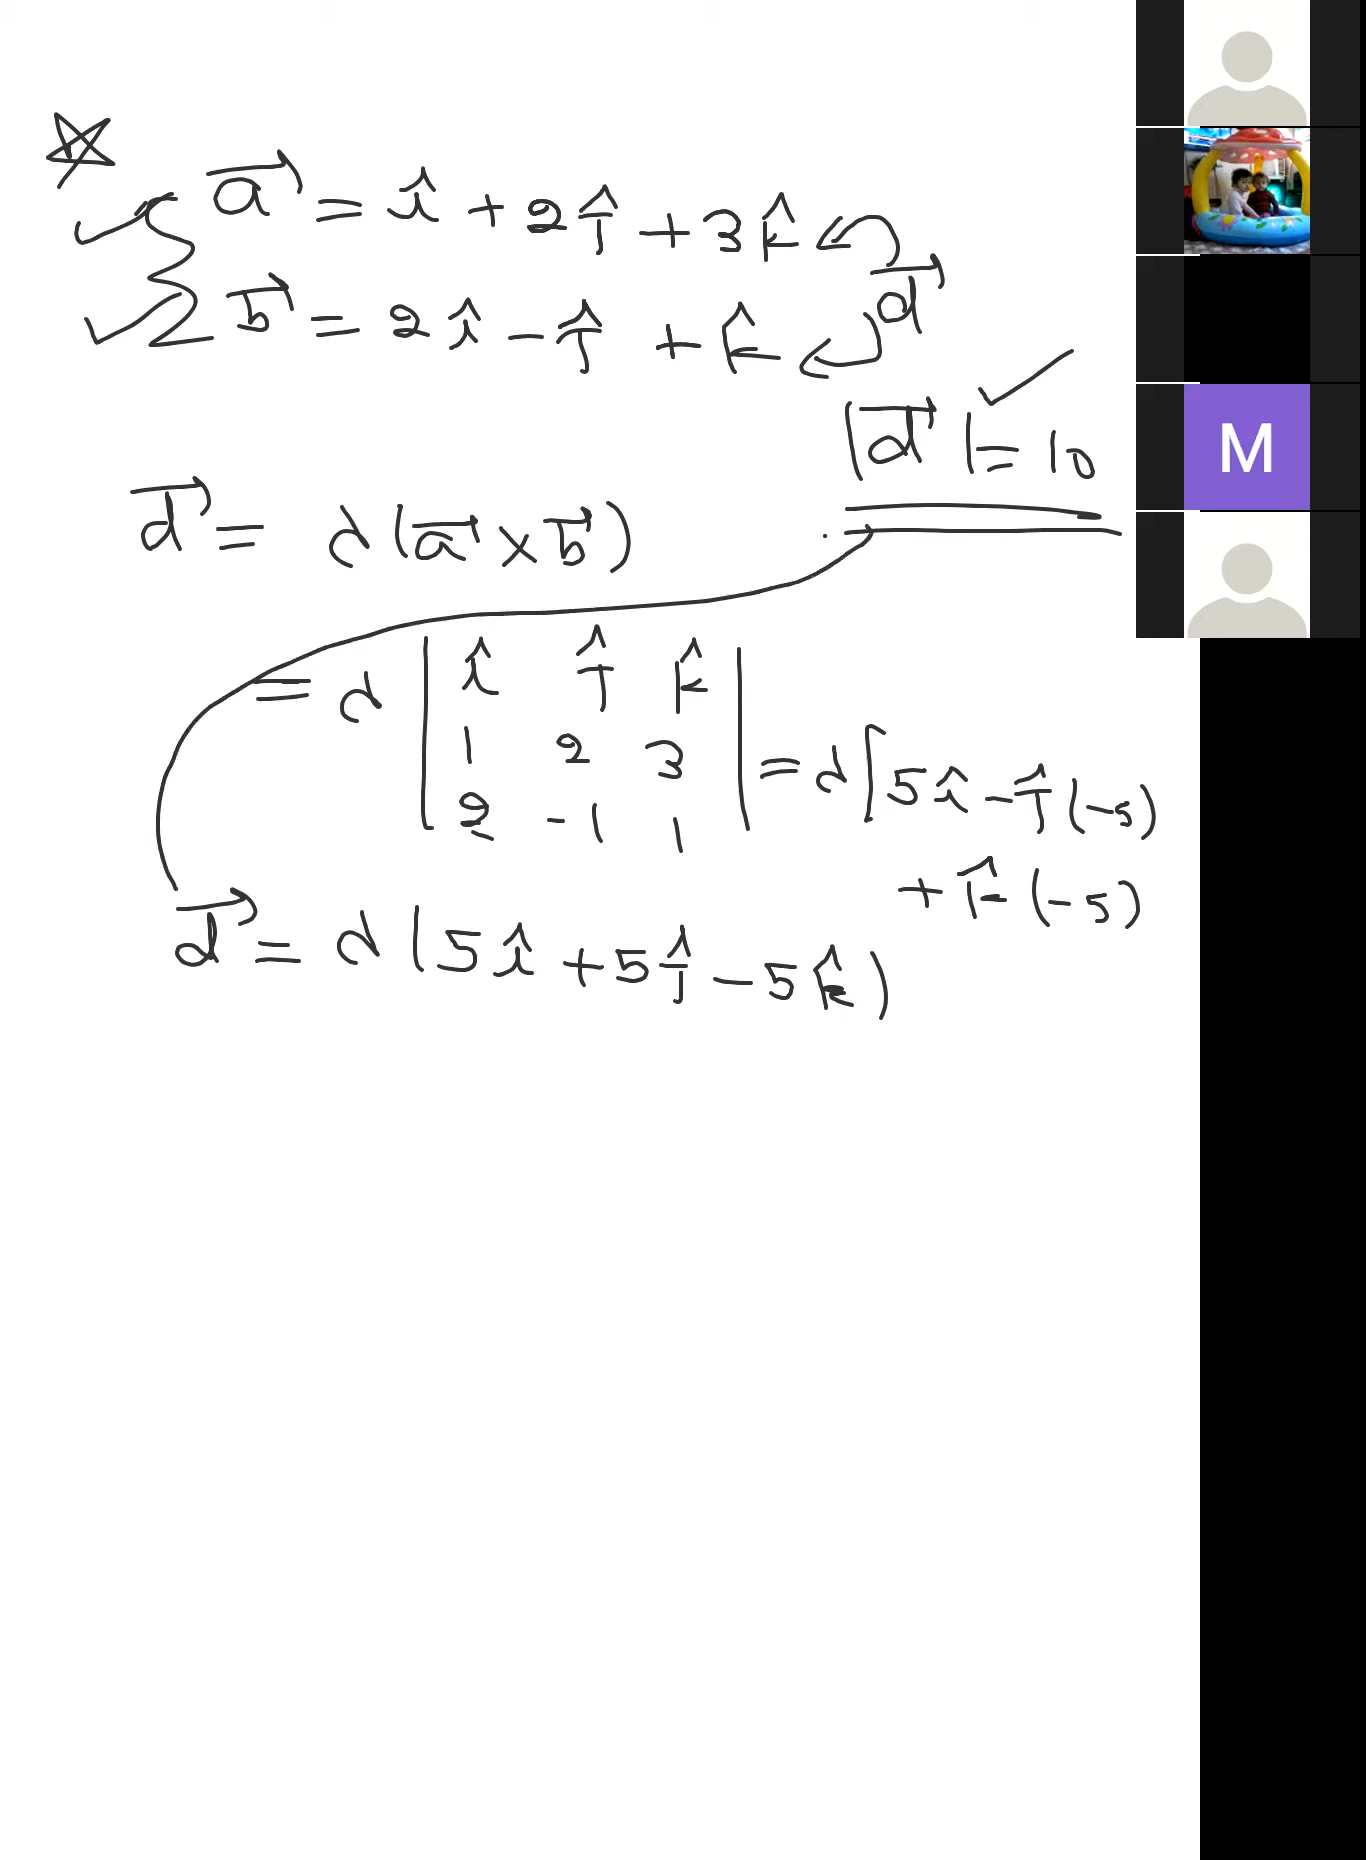 a⃗ = î + 2ĵ + 3k̂
d⃗
b⃗ = 2î - ĵ + k̂
|d⃗| = 10
d⃗ = λ(a⃗ × b⃗)
= λ | î ĵ k̂
1 2 3
2 -1 1 | = λ[5î - ĵ(-5)
+ k̂(-5)
d⃗ = λ(5î + 5ĵ - 5k̂)
M